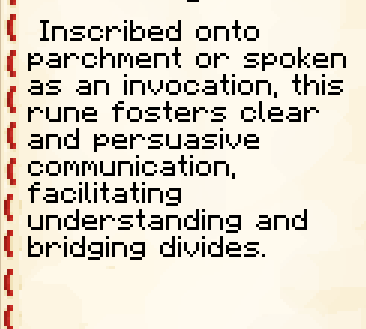 Inscribed onto
parchment or spoken
as an invocation, this
rune fosters clear
and persuasive
communication,
facilitating
understanding and
bridging divides.